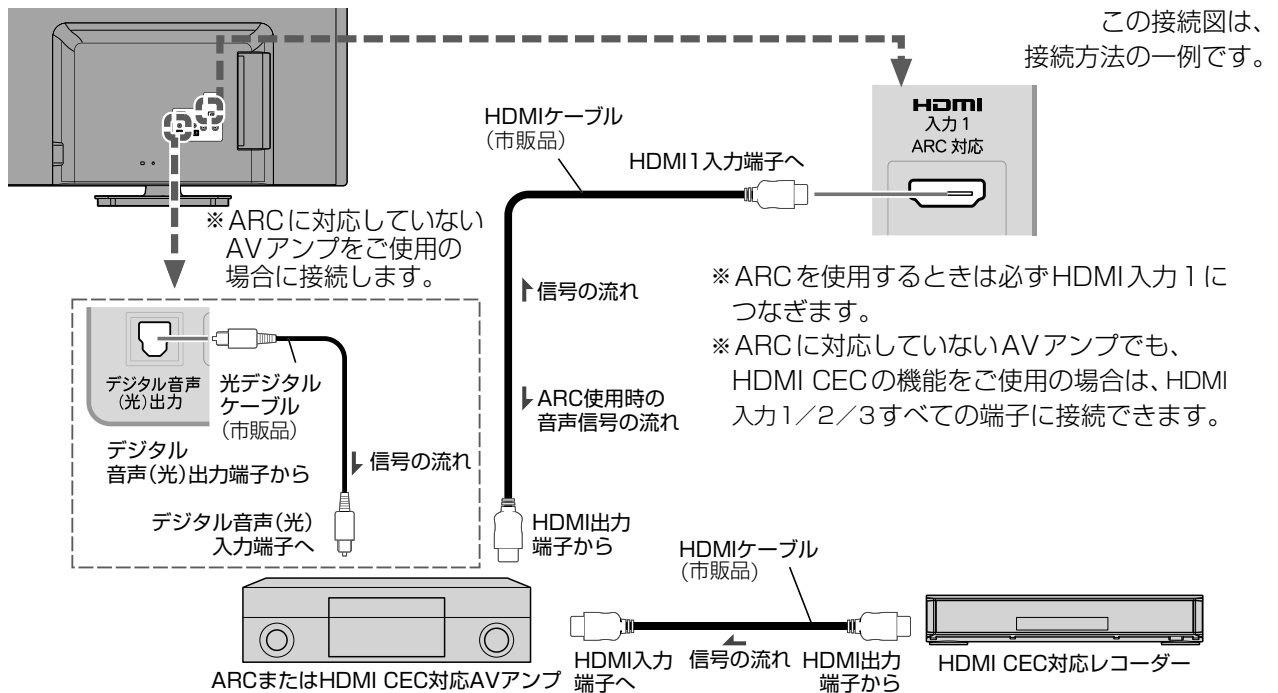 この接続図は、
接続方法の一例です。
HDMI
入力1
ARC 対応
HDMIケーブル
（市販品）
HDMI1入力端子へ
※ARCに対応していない
AVアンプをご使用の
場合に接続します。
信号の流れ
ARC使用時の
音声信号の流れ
※ARCを使用するときは必ずHDMI入力1に
つなぎます。
※ARCに対応していないAVアンプでも、
HDMI CECの機能をご使用の場合は、HDMI
入力1／2／3すべての端子に接続できます。
デジタル音声
（光）出力
光デジタル
ケーブル
（市販品）
デジタル
音声（光）出力端子から
信号の流れ
デジタル音声（光）
入力端子へ
HDMI出力
端子から
HDMIケーブル
（市販品）
HDMI入力
端子へ
信号の流れ
HDMI出力
端子から
ARCまたはHDMI CEC対応AVアンプ
HDMI CEC対応レコーダー